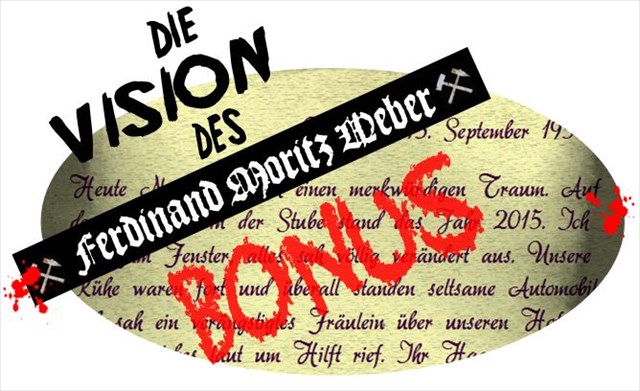 DIE
VISION
DES
Ferdinand Moritz Weber
BONUS
September 19
Heute einen merkwürdigen Traum. Auf
der Stube stand das Jahr 2015. Ich
Fenster, alles sah völlig verändert aus. Unsere
Kühe waren fort und überall standen seltsame Automobil
sah ein verängstigtes Fräulein über unseren
laut um Hilft rief. Ihr